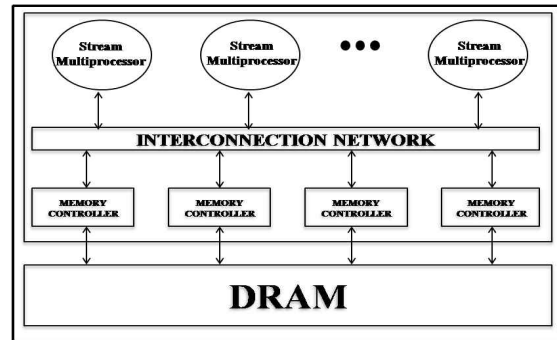 Stream
Multiprocessor
Stream
Multiprocessor
Stream
Multiprocessor
INTERCONNECTION NETWORK
MEMORY
CONTROLLER
MEMORY
CONTROLLER
MEMORY
CONTROLLER
MEMORY
CONTROLLER
DRAM